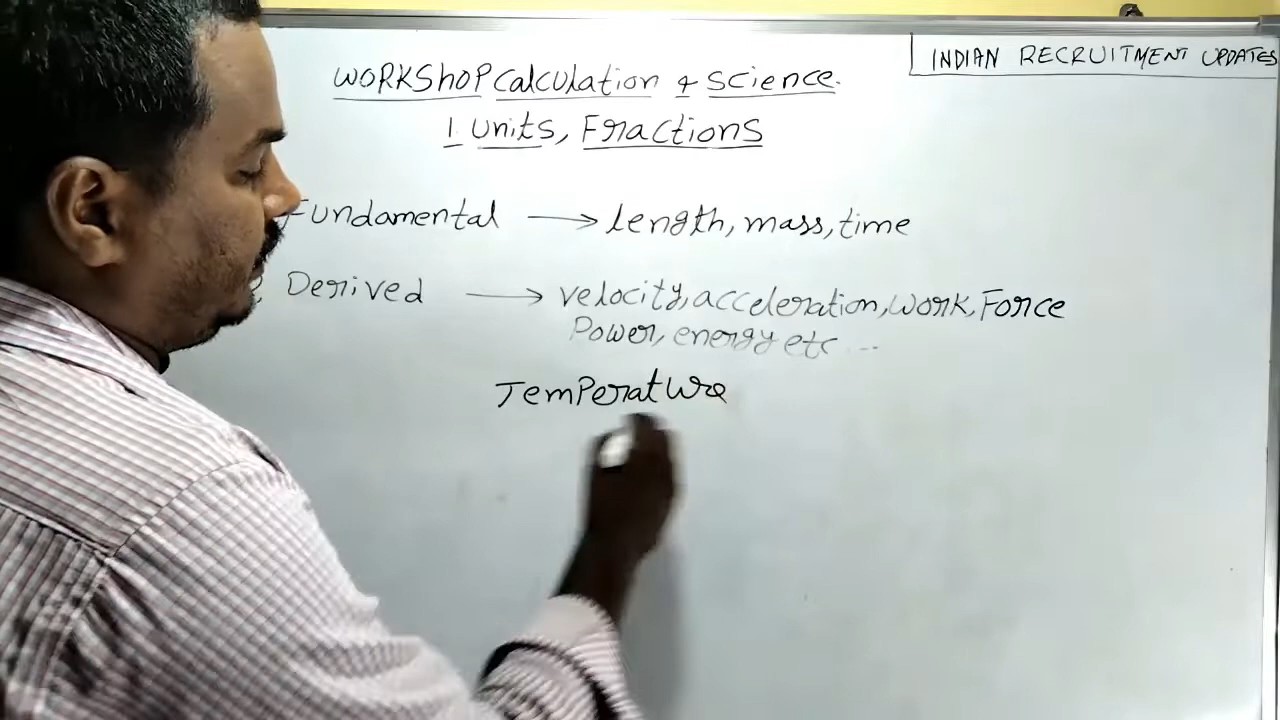 INDIAN RECRUITMENT UPDATES
WORKSHOP Calculation & Science.
1. Units, Fractions
Fundamental → length, mass, time
Derived → velocity, acceleration, work, Force
Power, energy etc ...
Temperature